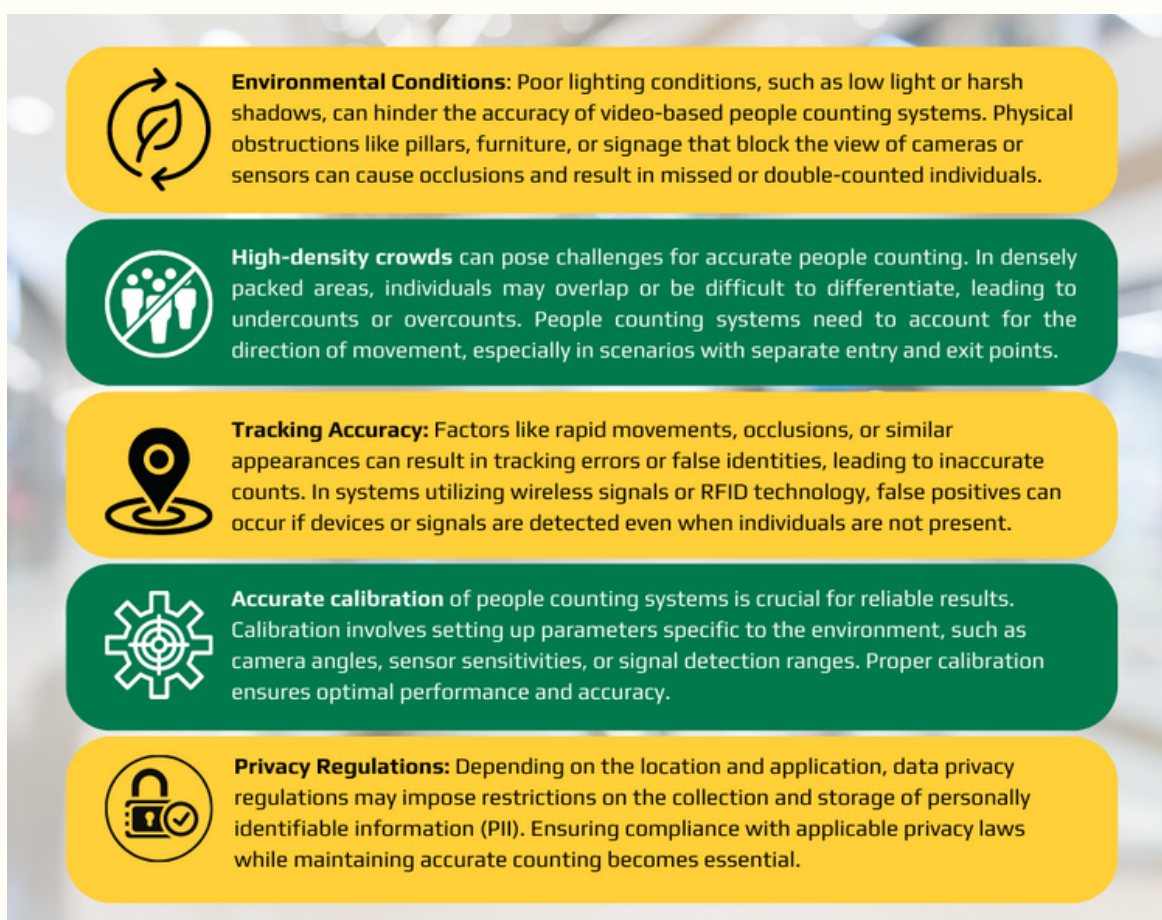 Environmental Conditions: Poor lighting conditions, such as low light or harsh
shadows, can hinder the accuracy of video-based people counting systems. Physical
obstructions like pillars, furniture, or signage that block the view of cameras or
sensors can cause occlusions and result in missed or double-counted individuals.
High-density crowds can pose challenges for accurate people counting. In densely
packed areas, individuals may overlap or be difficult to differentiate, leading to
undercounts or overcounts. People counting systems need to account for the
direction of movement, especially in scenarios with separate entry and exit points.
Tracking Accuracy: Factors like rapid movements, occlusions, or similar
appearances can result in tracking errors or false identities, leading to inaccurate
counts. In systems utilizing wireless signals or RFID technology, false positives can
occur if devices or signals are detected even when individuals are not present.
Accurate calibration of people counting systems is crucial for reliable results.
Calibration involves setting up parameters specific to the environment, such as
camera angles, sensor sensitivities, or signal detection ranges. Proper calibration
ensures optimal performance and accuracy.
Privacy Regulations: Depending on the location and application, data privacy
regulations may impose restrictions on the collection and storage of personally
identifiable information (PII). Ensuring compliance with applicable privacy laws
while maintaining accurate counting becomes essential.